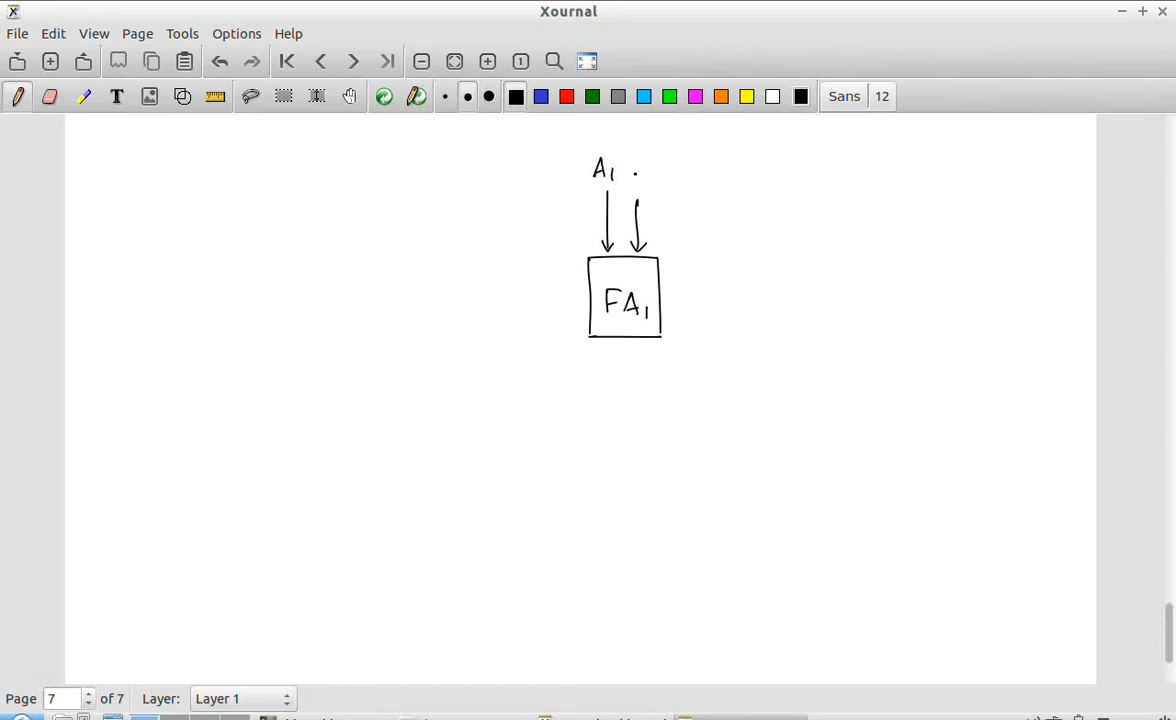 Xournal
File Edit View Page Tools Options Help
T 1 Sans 12
A1 .
FA1
Page 7 of 7 Layer: Layer 1